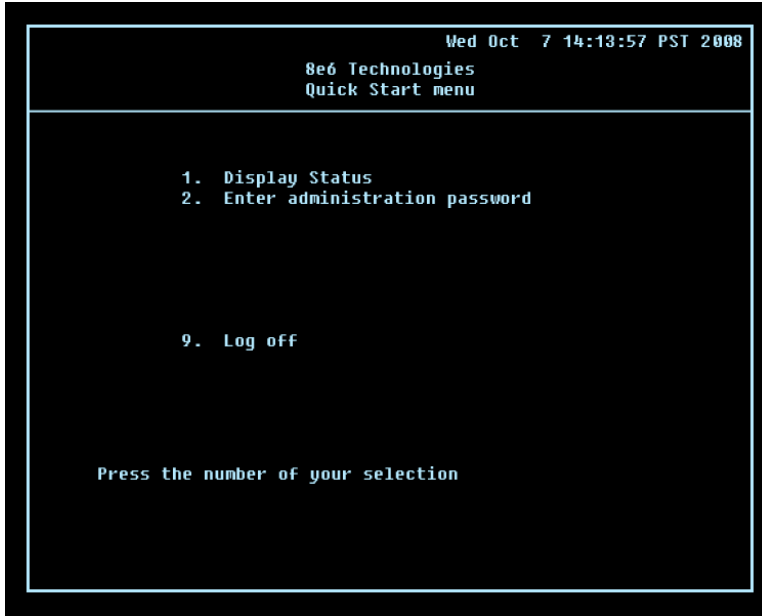 Wed Oct 7 14:13:57 PST 2008
8e6 Technologies
Quick Start menu
1. Display Status
2. Enter administration password
9. Log off
Press the number of your selection